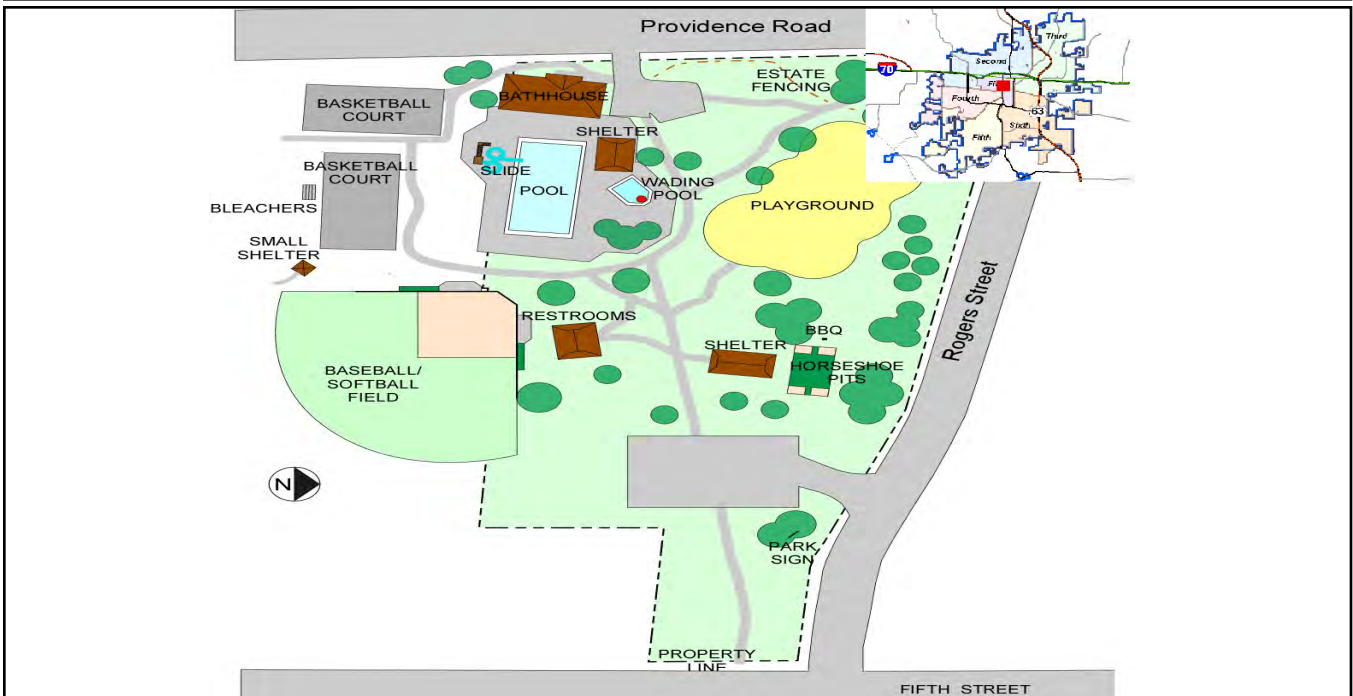 Providence Road
ESTATE
FENCING
BASKETBALL
COURT
BATHHOUSE
SHELTER
BASKETBALL
COURT
SLIDE
POOL
WADING
POOL
PLAYGROUND
BLEACHERS
SMALL
SHELTER
RESTROOMS
BBQ
SHELTER
HORSESHOE
PITS
BASEBALL/
SOFTBALL
FIELD
Rogers Street
N
PARK
SIGN
PROPERTY
LINE
FIFTH STREET
Third
Second
70
Fourth
63
Fifth
Sixth